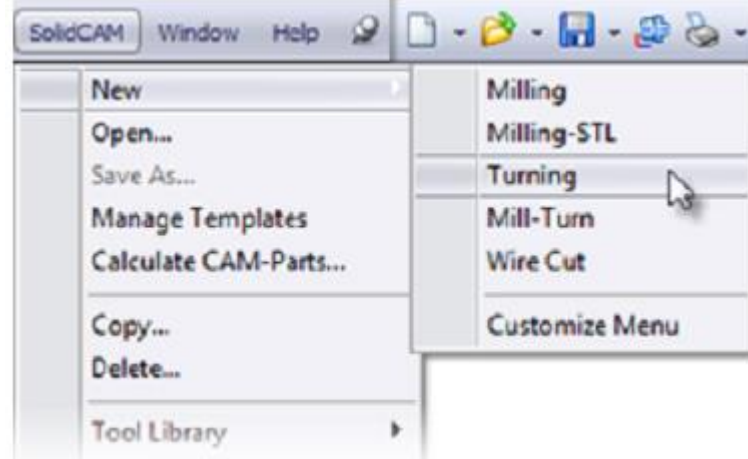 SolidCAM Window Help
New
Open...
Save As...
Manage Templates
Calculate CAM-Parts...
Copy...
Delete...
Tool Library
Milling
Milling-STL
Turning
Mill-Turn
Wire Cut
Customize Menu